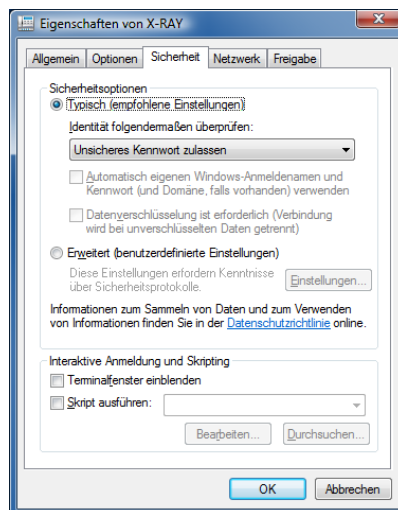 Eigenschaften von X-RAY
Allgemein Optionen Sicherheit Netzwerk Freigabe
Sicherheitsoptionen
Typisch (empfohlene Einstellungen)
Identität folgendermaßen überprüfen:
Unsicheres Kennwort zulassen
Automatisch eigenen Windows-Anmeldenamen und
Kennwort (und Domäne, falls vorhanden) verwenden
Datenverschlüsselung ist erforderlich (Verbindung
wird bei unverschlüsselten Daten getrennt)
Erweitert (benutzerdefinierte Einstellungen)
Diese Einstellungen erfordern Kenntnisse
über Sicherheitsprotokolle.
Einstellungen...
Informationen zum Sammeln von Daten und zum Verwenden
von Informationen finden Sie in der Datenschutzrichtlinie online.
Interaktive Anmeldung und Skripting
Terminalfenster einblenden
Skript ausführen:
Bearbeiten... Durchsuchen...
OK Abbrechen